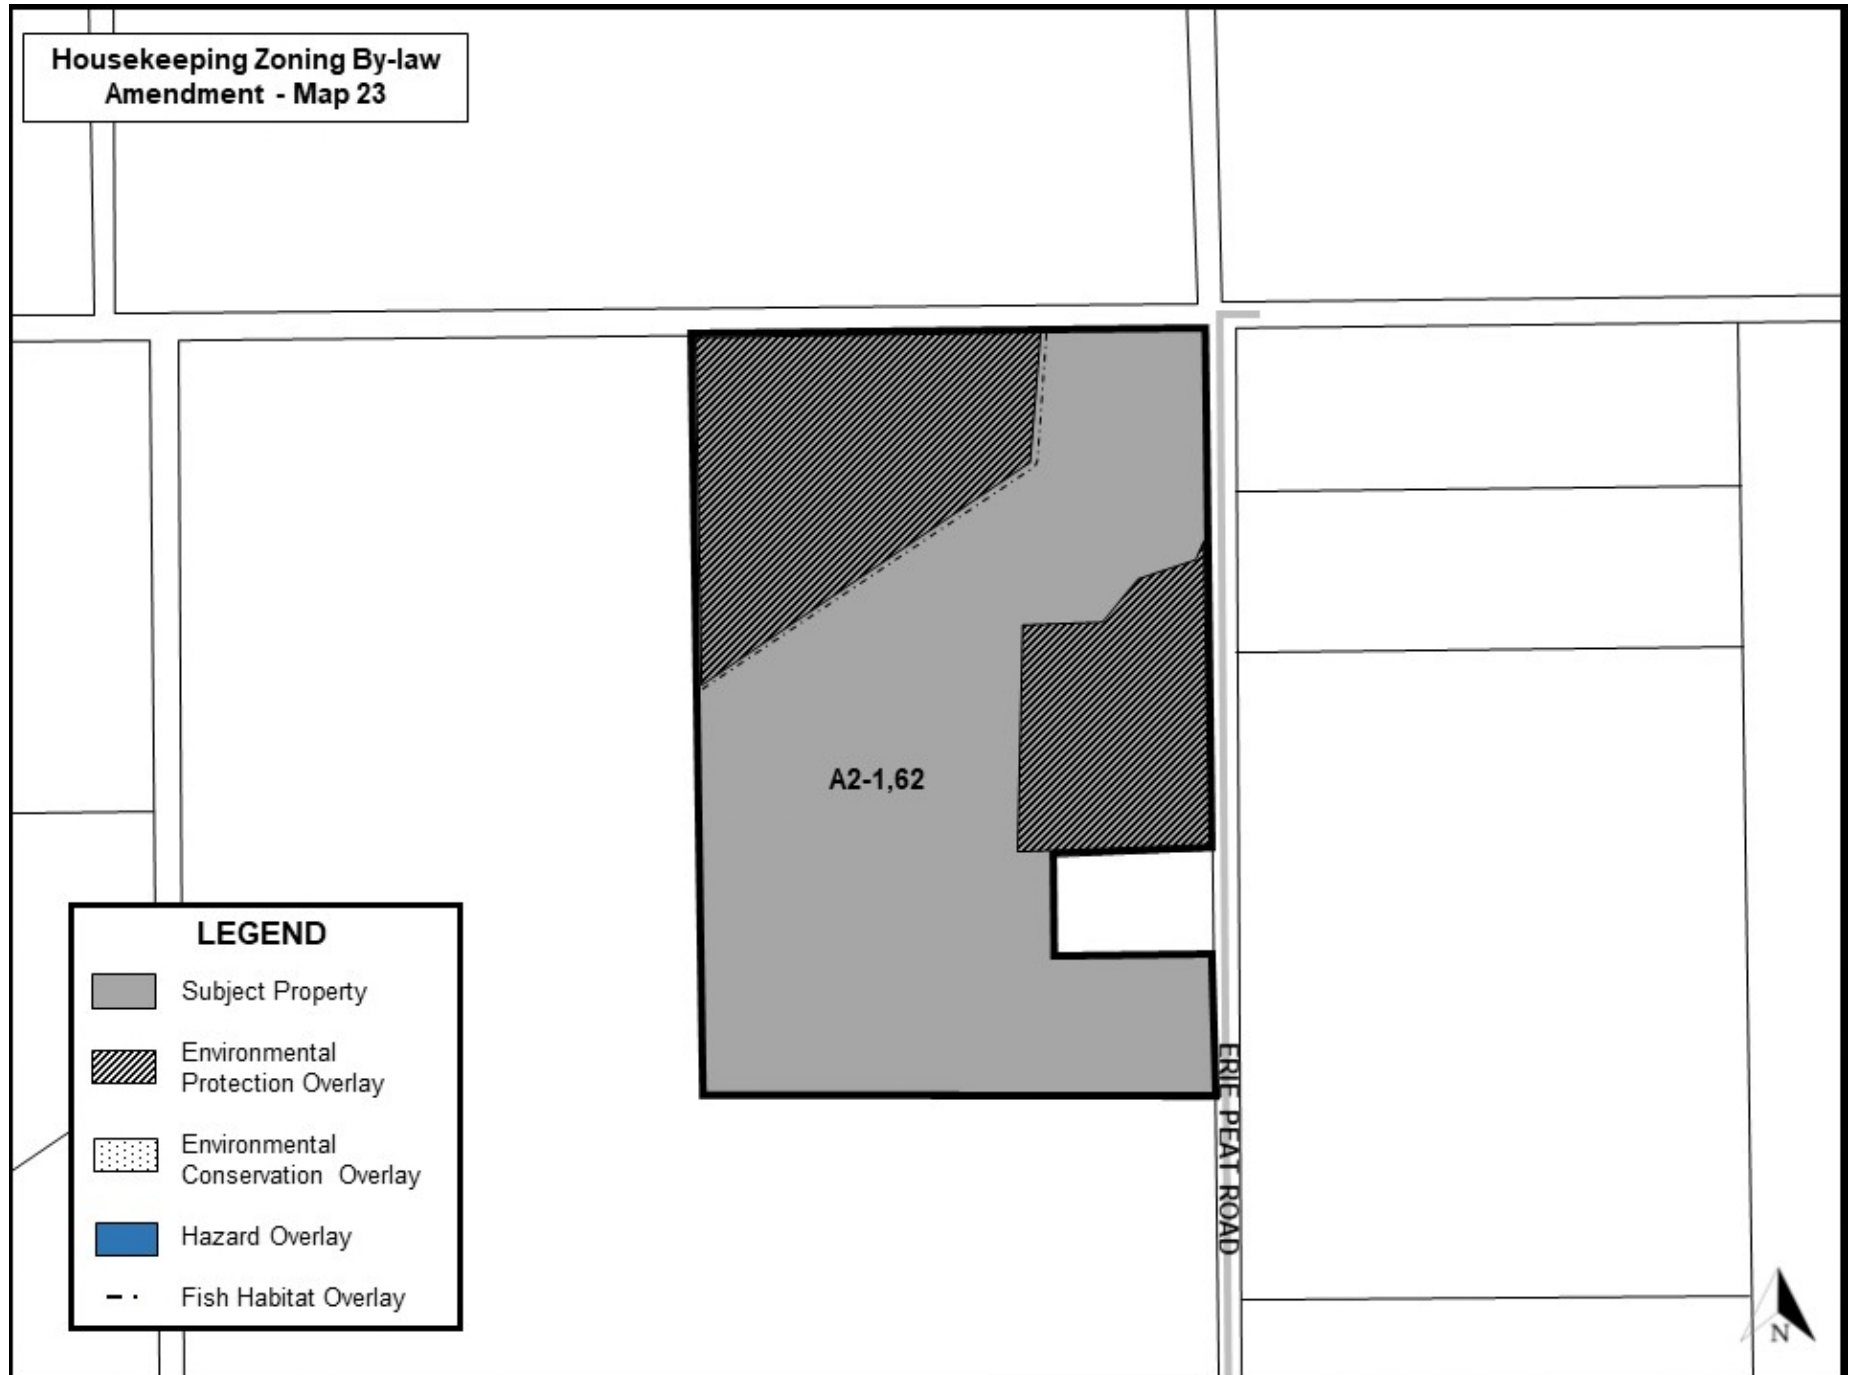 Housekeeping Zoning By-law
Amendment - Map 23
A2-1,62
ERIE PEAT ROAD
LEGEND
Subject Property
Environmental
Protection Overlay
Environmental
Conservation Overlay
Hazard Overlay
Fish Habitat Overlay
N